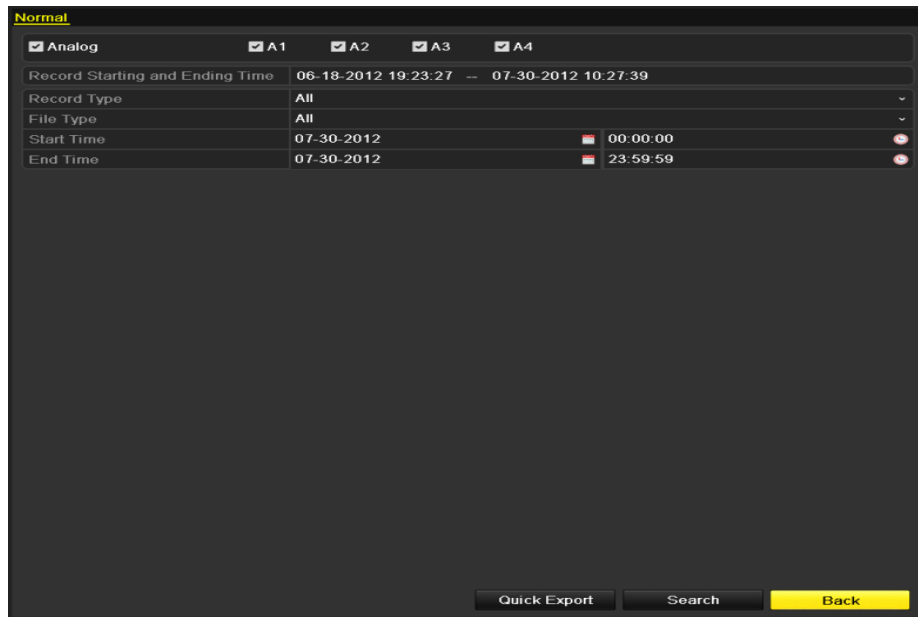 Normal
Analog A1 A2 A3 A4
Record Starting and Ending Time 06-18-2012 19:23:27 -- 07-30-2012 10:27:39
Record Type All
File Type All
Start Time 07-30-2012 00:00:00
End Time 07-30-2012 23:59:59
Quick Export Search Back